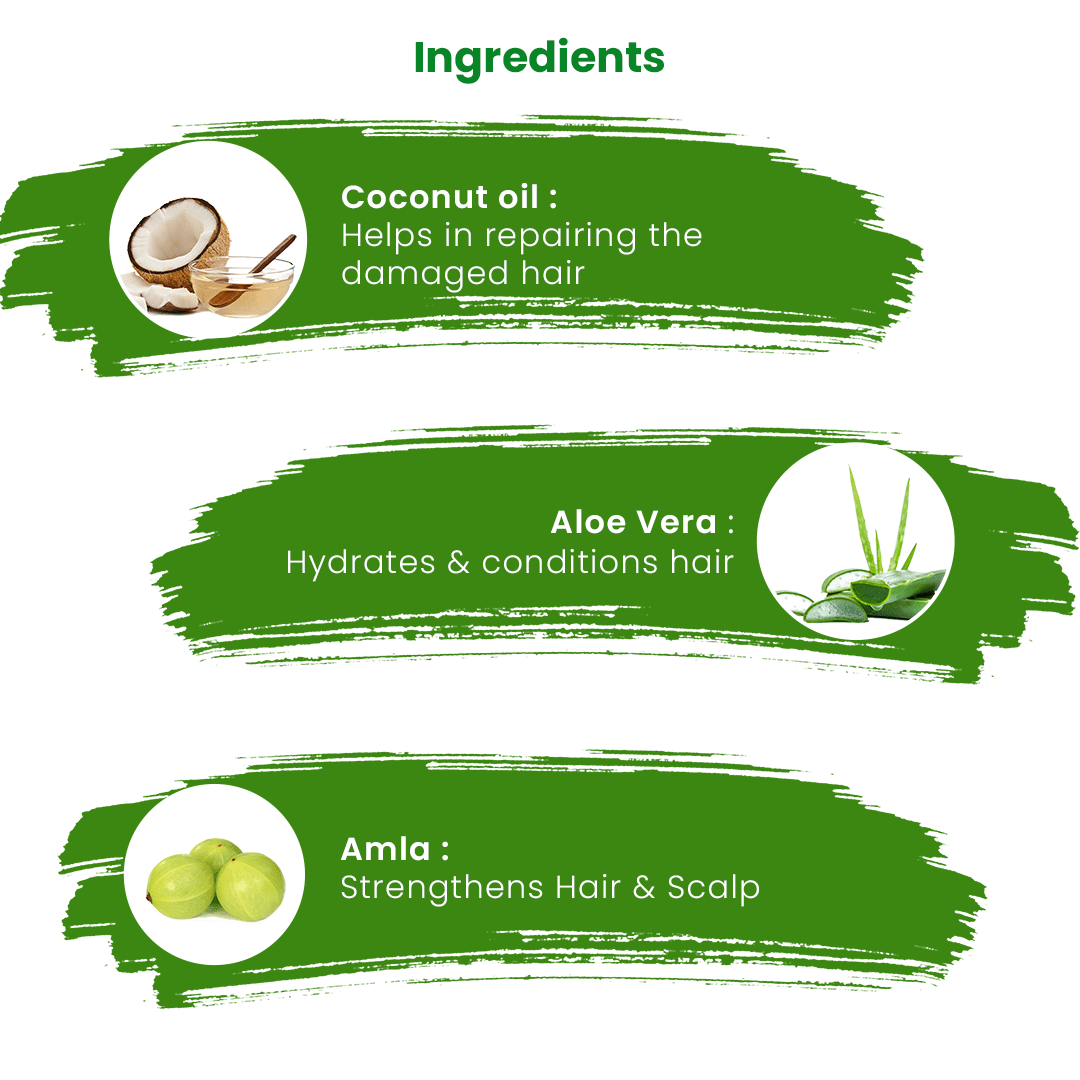 Ingredients
Coconut oil :
Helps in repairing the
damaged hair
Aloe Vera :
Hydrates & conditions hair
Amla :
Strengthens Hair & Scalp